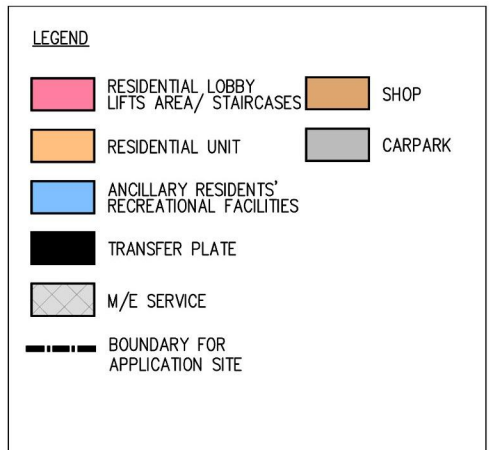 LEGEND
RESIDENTIAL LOBBY
LIFTS AREA/ STAIRCASES
RESIDENTIAL UNIT
ANCILLARY RESIDENTS'
RECREATIONAL FACILITIES
TRANSFER PLATE
M/E SERVICE
BOUNDARY FOR
APPLICATION SITE
SHOP
CARPARK